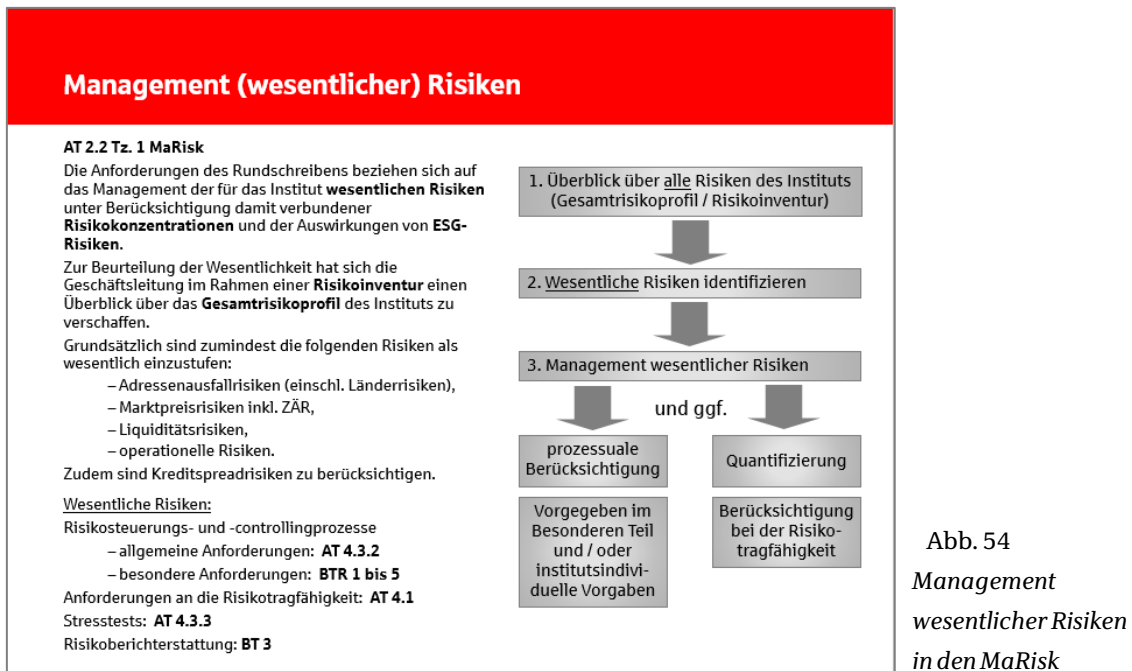 Management (wesentlicher) Risiken
AT 2.2 Tz. 1 MaRisk
Die Anforderungen des Rundschreibens beziehen sich auf
das Management der für das Institut wesentlichen Risiken
unter Berücksichtigung damit verbundener
Risikokonzentrationen und der Auswirkungen von ESG-
Risiken.
Zur Beurteilung der Wesentlichkeit hat sich die
Geschäftsleitung im Rahmen einer Risikoinventur einen
Überblick über das Gesamtrisikoprofil des Instituts zu
verschaffen.
Grundsätzlich sind zumindest die folgenden Risiken als
wesentlich einzustufen:
– Adressenausfallrisiken (einschl. Länderrisiken),
– Marktpreisrisiken inkl. ZÄR,
– Liquiditätsrisiken,
– operationelle Risiken.
Zudem sind Kreditspreadrisiken zu berücksichtigen.
Wesentliche Risiken:
Risikosteuerungs- und -controllingprozesse
– allgemeine Anforderungen: AT 4.3.2
– besondere Anforderungen: BTR 1 bis 5
Anforderungen an die Risikotragfähigkeit: AT 4.1
Stresstests: AT 4.3.3
Risikoberichterstattung: BT 3
1. Überblick über alle Risiken des Instituts
(Gesamtrisikoprofil / Risikoinventur)
2. Wesentliche Risiken identifizieren
3. Management wesentlicher Risiken
und ggf.
prozessuale
Berücksichtigung
Quantifizierung
Vorgegeben im
Besonderen Teil
und / oder
institutsindivi-
duelle Vorgaben
Berücksichtigung
bei der Risiko-
tragfähigkeit
Abb. 54
Management
wesentlicher Risiken
in den MaRisk